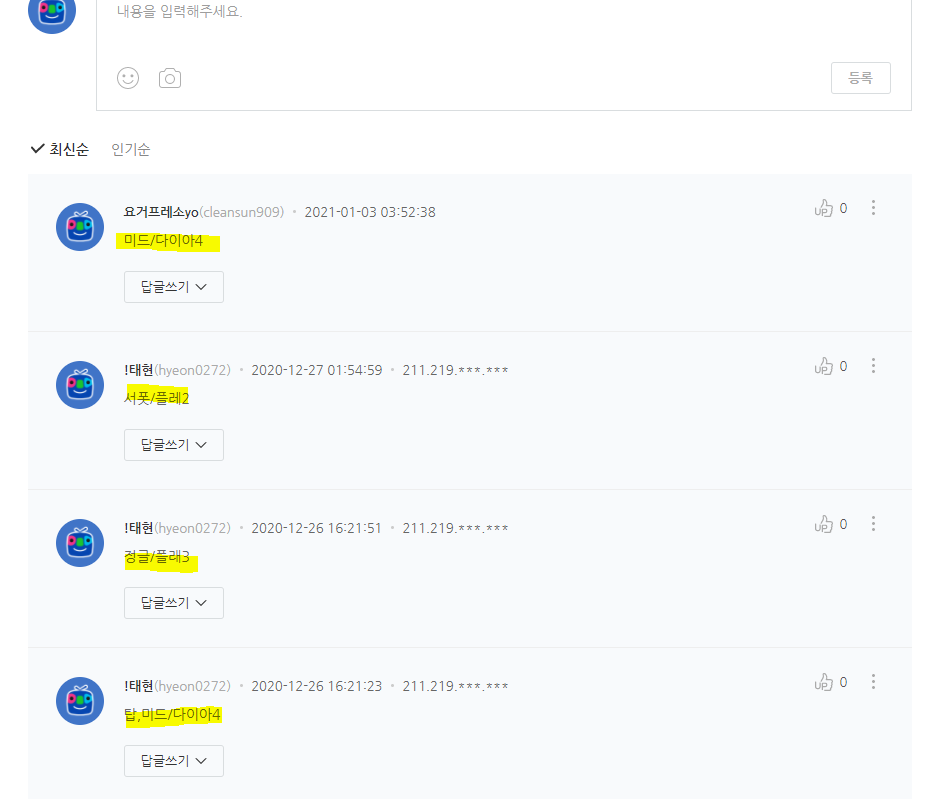 내용을 입력해주세요.
등록
최신순 인기순
요거프레소yo(cleansun909) · 2021-01-03 03:52:38 UP 0
미드/다이아4
답글쓰기
!태현(hyeon0272) · 2020-12-27 01:54:59 · 211.219.***.*** UP 0
서폿/플레2
답글쓰기
!태현(hyeon0272) · 2020-12-26 16:21:51 · 211.219.***.*** UP 0
정글/플래3
답글쓰기
!태현(hyeon0272) · 2020-12-26 16:21:23 · 211.219.***.*** UP 0
탑,미드/다이아4
답글쓰기